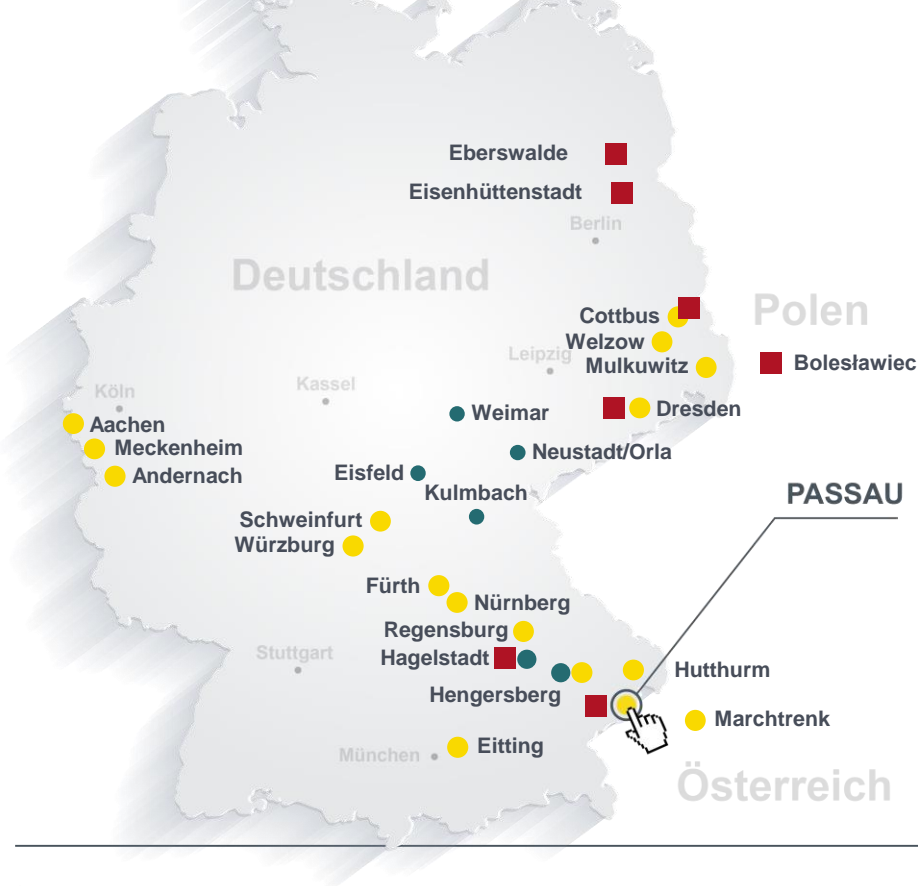 Eberswalde
Eisenhüttenstadt
Berlin
Deutschland
Polen
Cottbus
Welzow
Leipzig
Mulkuwitz
Bolesławiec
Köln
Kassel
Aachen
Weimar
Dresden
Meckenheim
Neustadt/Orla
Andernach
Eisfeld
Kulmbach
PASSAU
Schweinfurt
Würzburg
Fürth
Nürnberg
Regensburg
Stuttgart
Hagelstadt
Hutthurm
Hengersberg
Marchtrenk
Eitting
München
Österreich